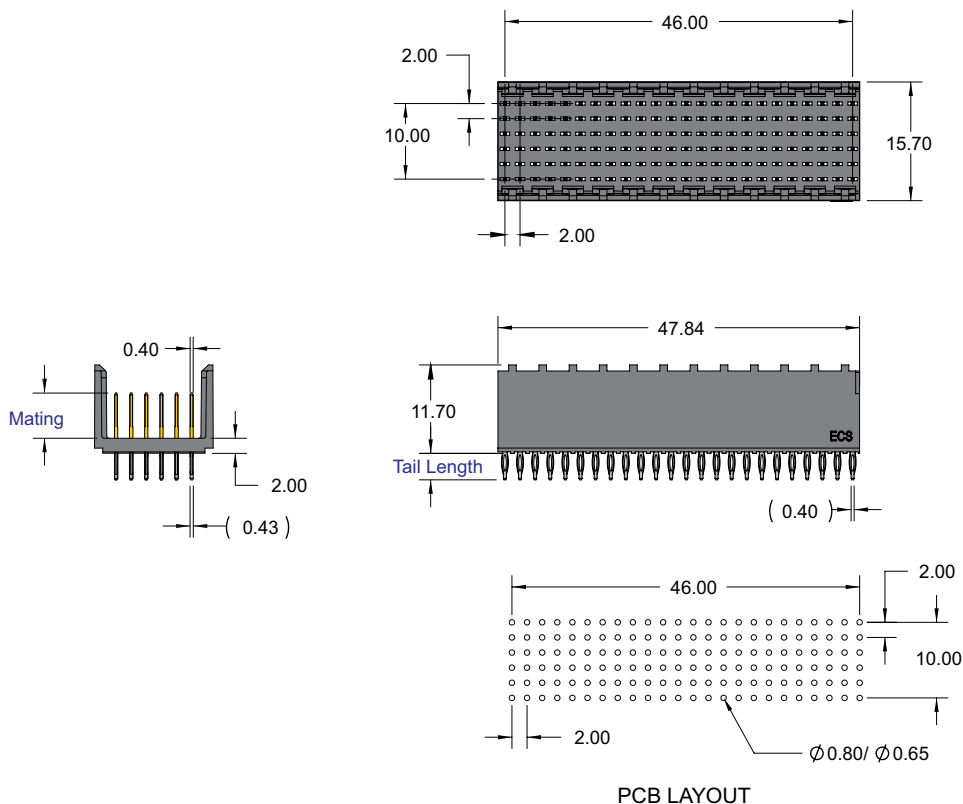 46.00
2.00
10.00
15.70
2.00
47.84
0.40
Mating
11.70
ECS
Tail Length
2.00
( 0.43 )
( 0.40 )
46.00
2.00
10.00
2.00
∅0.80/ ∅0.65
PCB LAYOUT